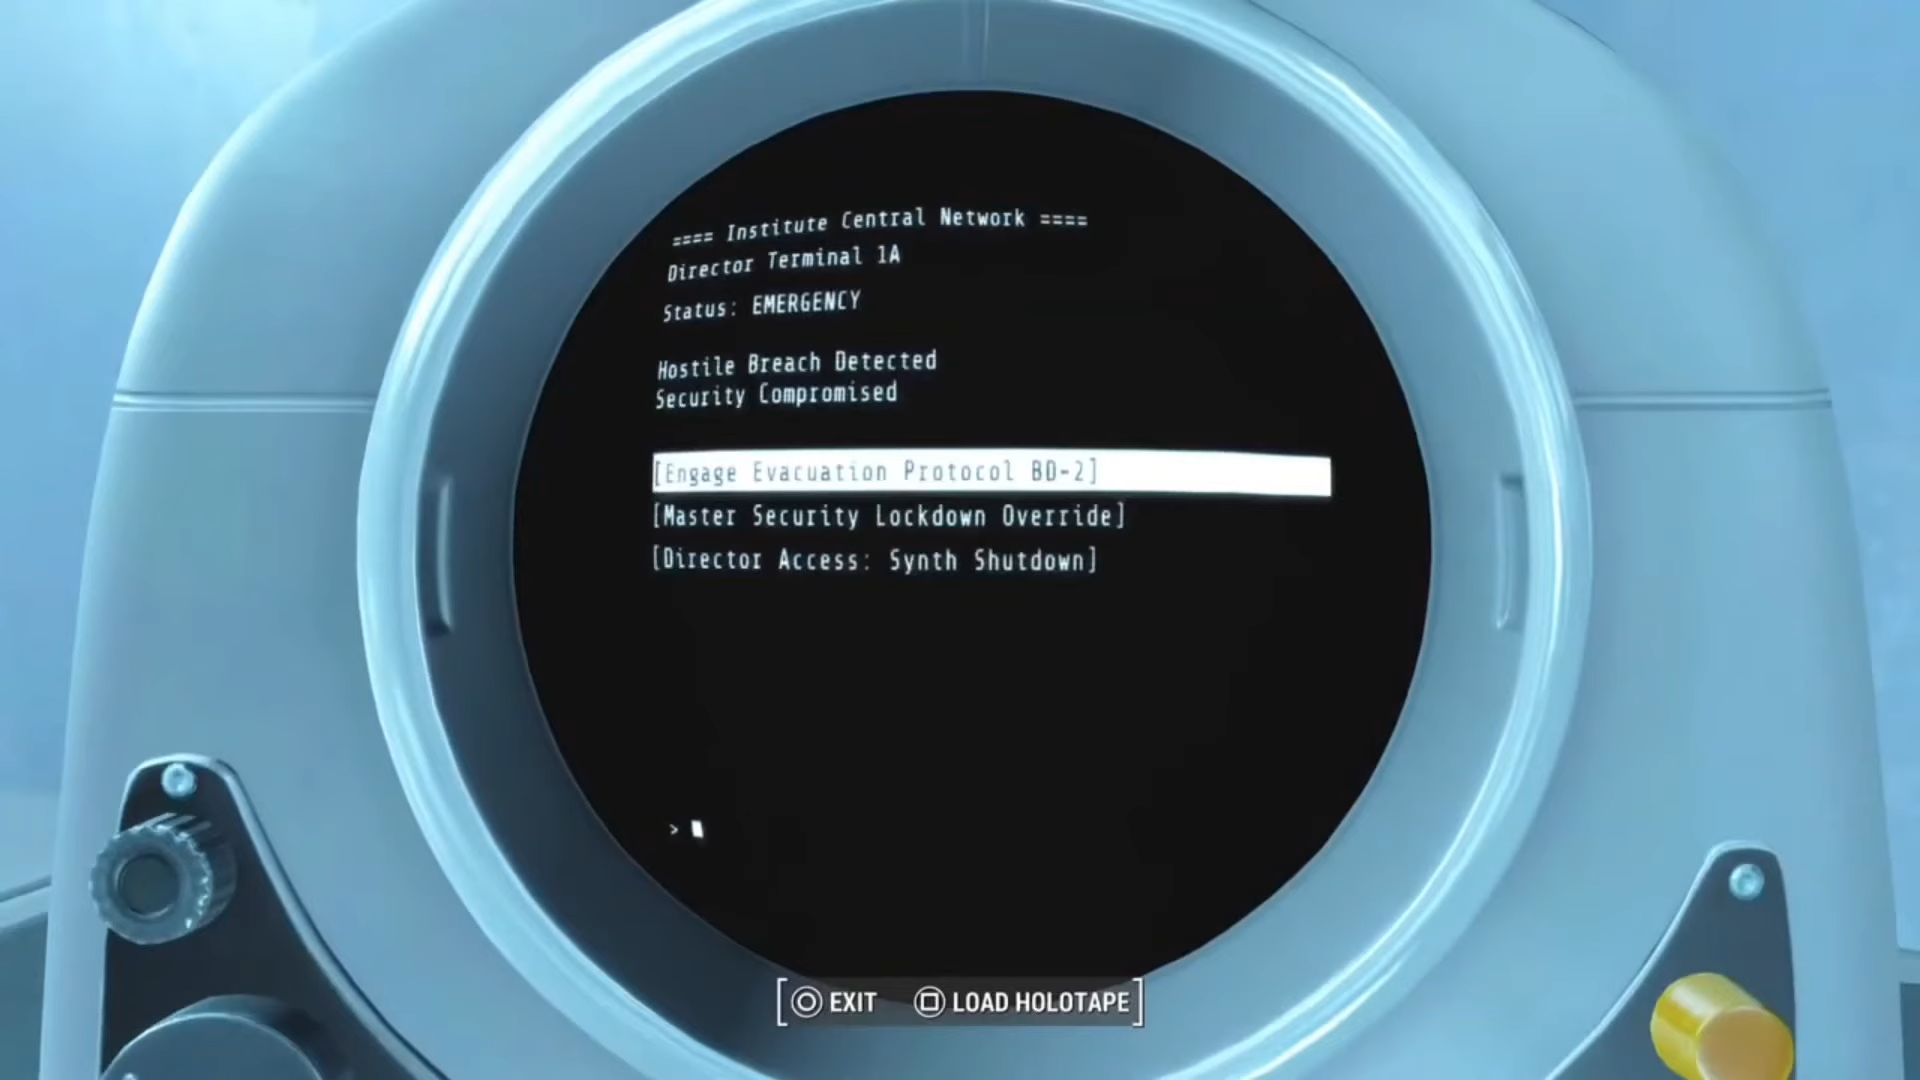 ==== Institute Central Network ====
Director Terminal 1A
Status: EMERGENCY
Hostile Breach Detected
Security Compromised
[Engage Evacuation Protocol BD-2]
[Master Security Lockdown Override]
[Director Access: Synth Shutdown]
>
EXIT LOAD HOLOTAPE